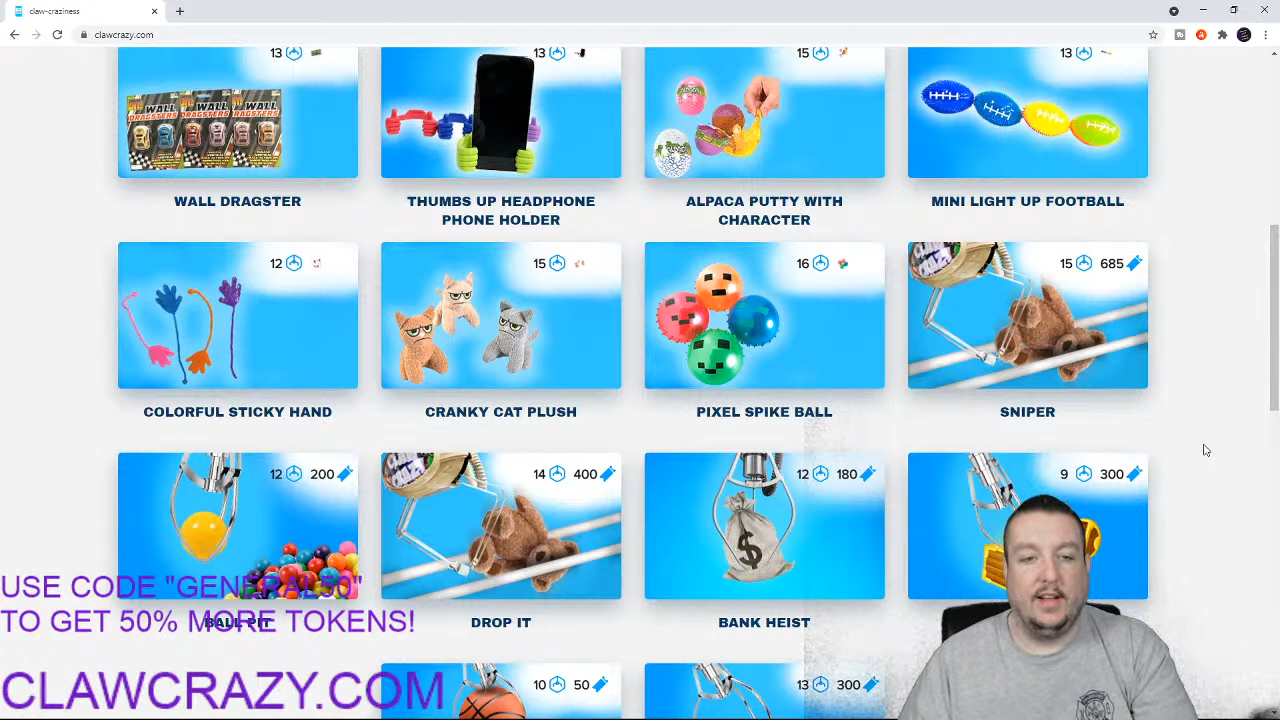 claw-craziness
clawcrazy.com
13
13
15
13
WALL DRAGSTER
THUMBS UP HEADPHONE
PHONE HOLDER
ALPACA PUTTY WITH
CHARACTER
MINI LIGHT UP FOOTBALL
12
15
16
15 685
COLORFUL STICKY HAND
CRANKY CAT PLUSH
PIXEL SPIKE BALL
SNIPER
12 200
14 400
12 180
9 300
$
USE CODE "GENERAL50"
TO GET 50% MORE TOKENS!
BALL PIT
DROP IT
BANK HEIST
10 50
13 300
CLAWCRAZY.COM